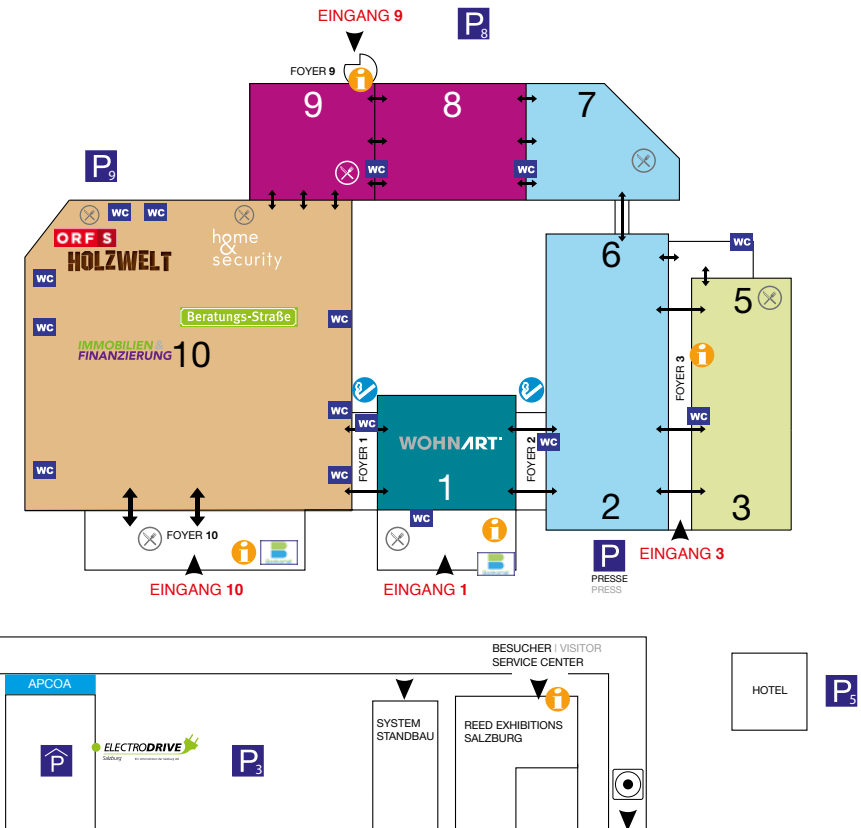 EINGANG 9
P8
FOYER 9
9
8
7
WC
WC
P9
WC
WC
ORF S
HOLZWELT
home
&
security
6
WC
WC
5
Beratungs-Straße
WC
WC
IMMOBILIEN &
FINANZIERUNG
10
FOYER 3
WC
WC
WC
FOYER 1
WOHNART
FOYER 2
WC
WC
WC
1
2
3
WC
FOYER 10
P
PRESSE
PRESS
EINGANG 3
EINGANG 10
EINGANG 1
BESUCHER | VISITOR
SERVICE CENTER
APCOA
HOTEL
P5
SYSTEM
STANDBAU
REED EXHIBITIONS
SALZBURG
P
ELECTRODRIVE
Salzburg
P3